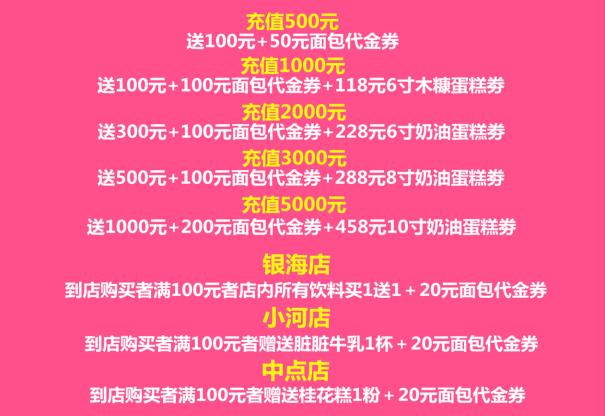 充值500元
送100元+50元面包代金券
充值1000元
送100元+100元面包代金券+118元6寸木糠蛋糕劵
充值2000元
送300元+100元面包代金券+228元6寸奶油蛋糕劵
充值3000元
送500元+100元面包代金券+288元8寸奶油蛋糕劵
充值5000元
送1000元+200元面包代金券+458元10寸奶油蛋糕劵
银海店
到店购买者满100元者店内所有饮料买1送1+20元面包代金券
小河店
到店购买者满100元者赠送脏脏牛乳1杯+20元面包代金券
中点店
到店购买者满100元者赠送桂花糕1粉+20元面包代金券